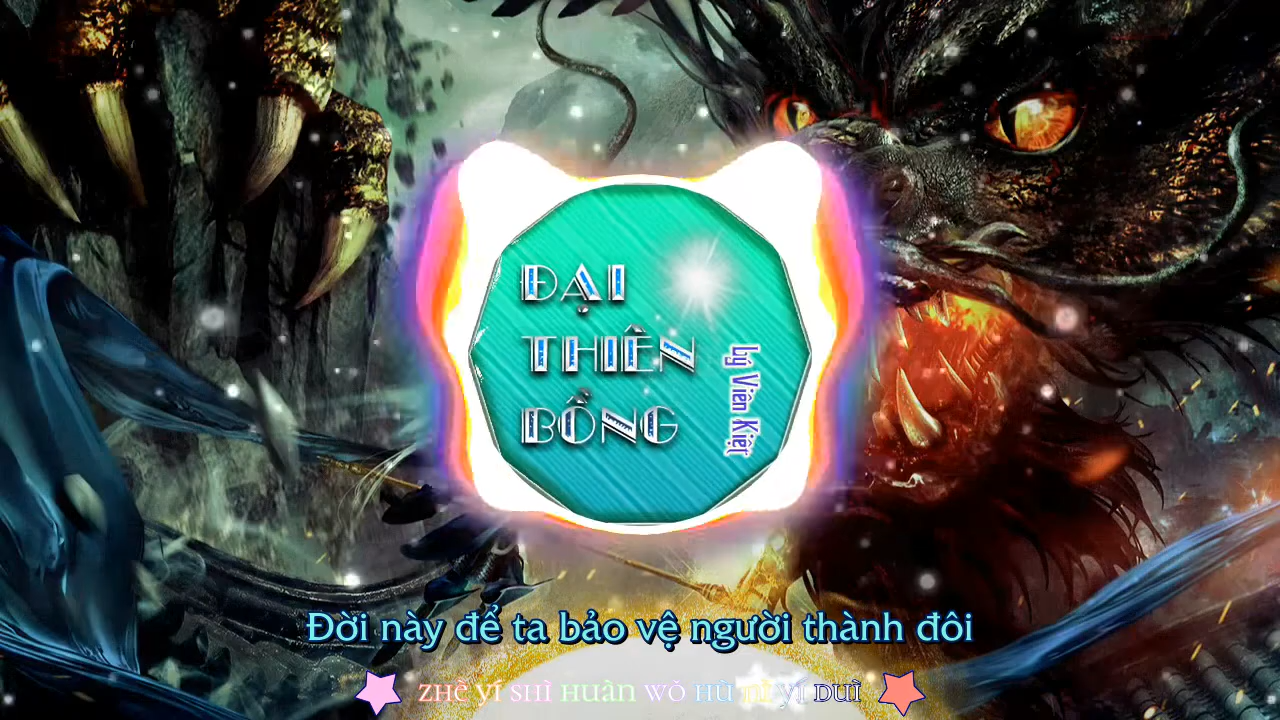 ĐẠI
THIÊN
BỒNG
Lý Viên Kiệt
Đời này để ta bảo vệ người thành đôi
zhè yí shì huàn wǒ hù nǐ yí duì